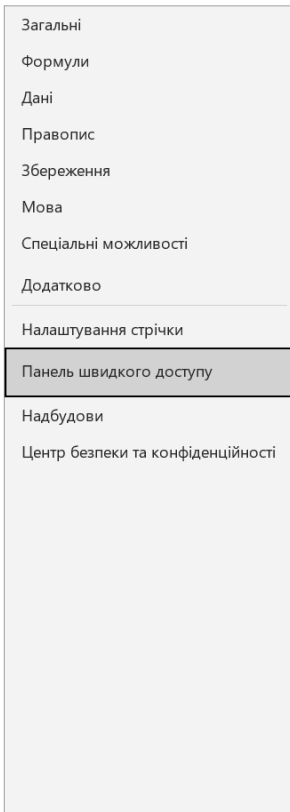 Загальні
Формули
Дані
Правопис
Збереження
Мова
Спеціальні можливості
Додатково
Налаштування стрічки
Панель швидкого доступу
Надбудови
Центр безпеки та конфіденційності